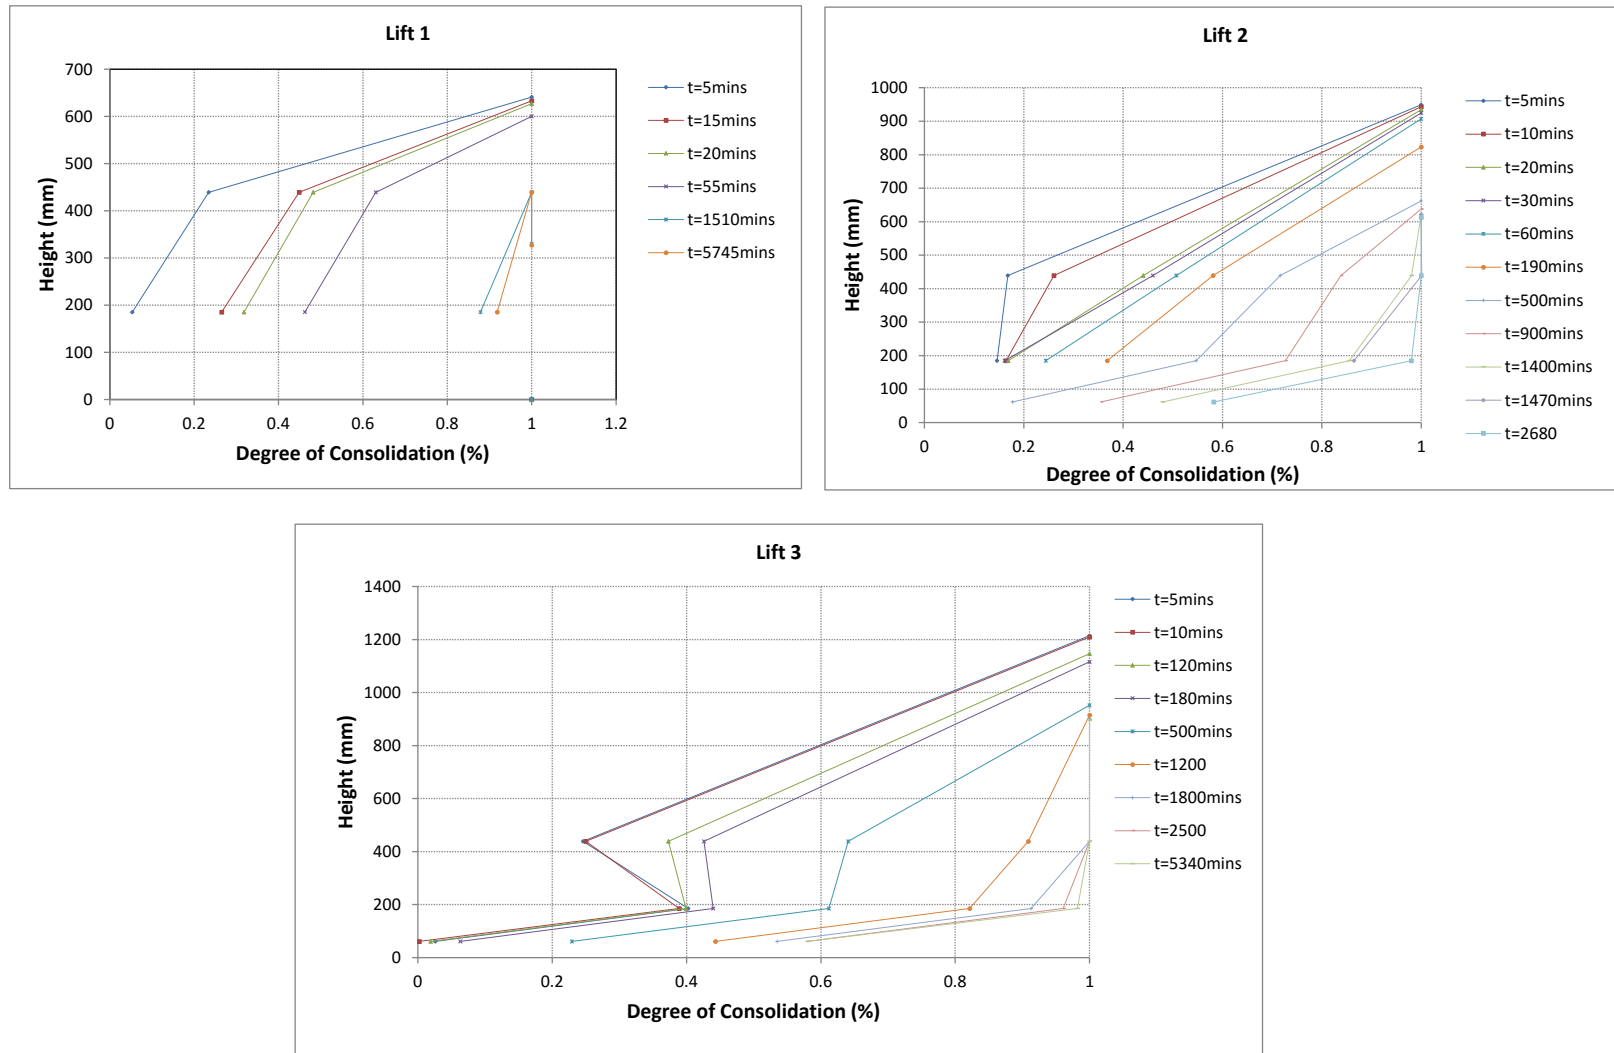 Lift 1
700
600
500
400
300
200
100
0
Height (mm)
0 0.2 0.4 0.6 0.8 1 1.2
Degree of Consolidation (%)
t=5mins
t=15mins
t=20mins
t=55mins
t=1510mins
t=5745mins
Lift 2
1000
900
800
700
600
500
400
300
200
100
0
Height (mm)
0 0.2 0.4 0.6 0.8 1
Degree of Consolidation (%)
t=5mins
t=10mins
t=20mins
t=30mins
t=60mins
t=190mins
t=500mins
t=900mins
t=1400mins
t=1470mins
t=2680
Lift 3
1400
1200
1000
800
600
400
200
0
Height (mm)
0 0.2 0.4 0.6 0.8 1
Degree of Consolidation (%)
t=5mins
t=10mins
t=120mins
t=180mins
t=500mins
t=1200
t=1800mins
t=2500
t=5340mins